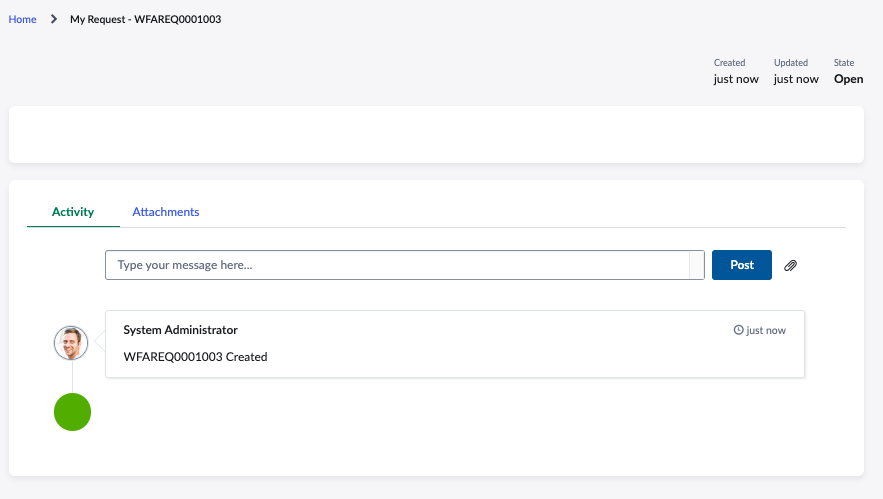 Home > My Request - WFAREQ0001003
Created Updated State
just now just now Open
Activity Attachments
Type your message here...
Post
System Administrator
just now
WFAREQ0001003 Created